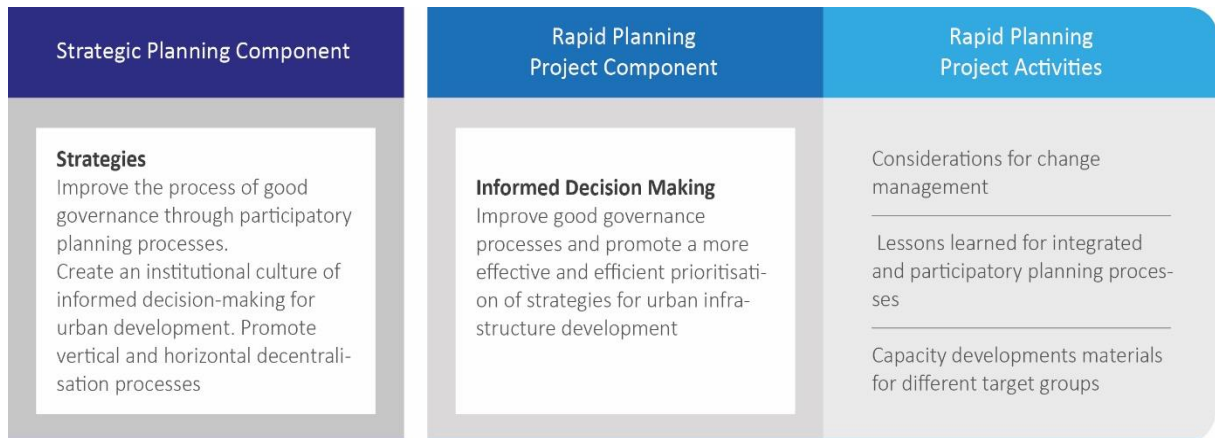 Strategic Planning Component
Strategies
Improve the process of good
governance through participatory
planning processes.
Create an institutional culture of
informed decision-making for
urban development. Promote
vertical and horizontal decentrali-
sation processes
Rapid Planning
Project Component
Informed Decision Making
Improve good governance
processes and promote a more
effective and efficient prioritisati-
on of strategies for urban infra-
structure development
Rapid Planning
Project Activities
Considerations for change
management
Lessons learned for integrated
and participatory planning proces-
ses
Capacity developments materials
for different target groups